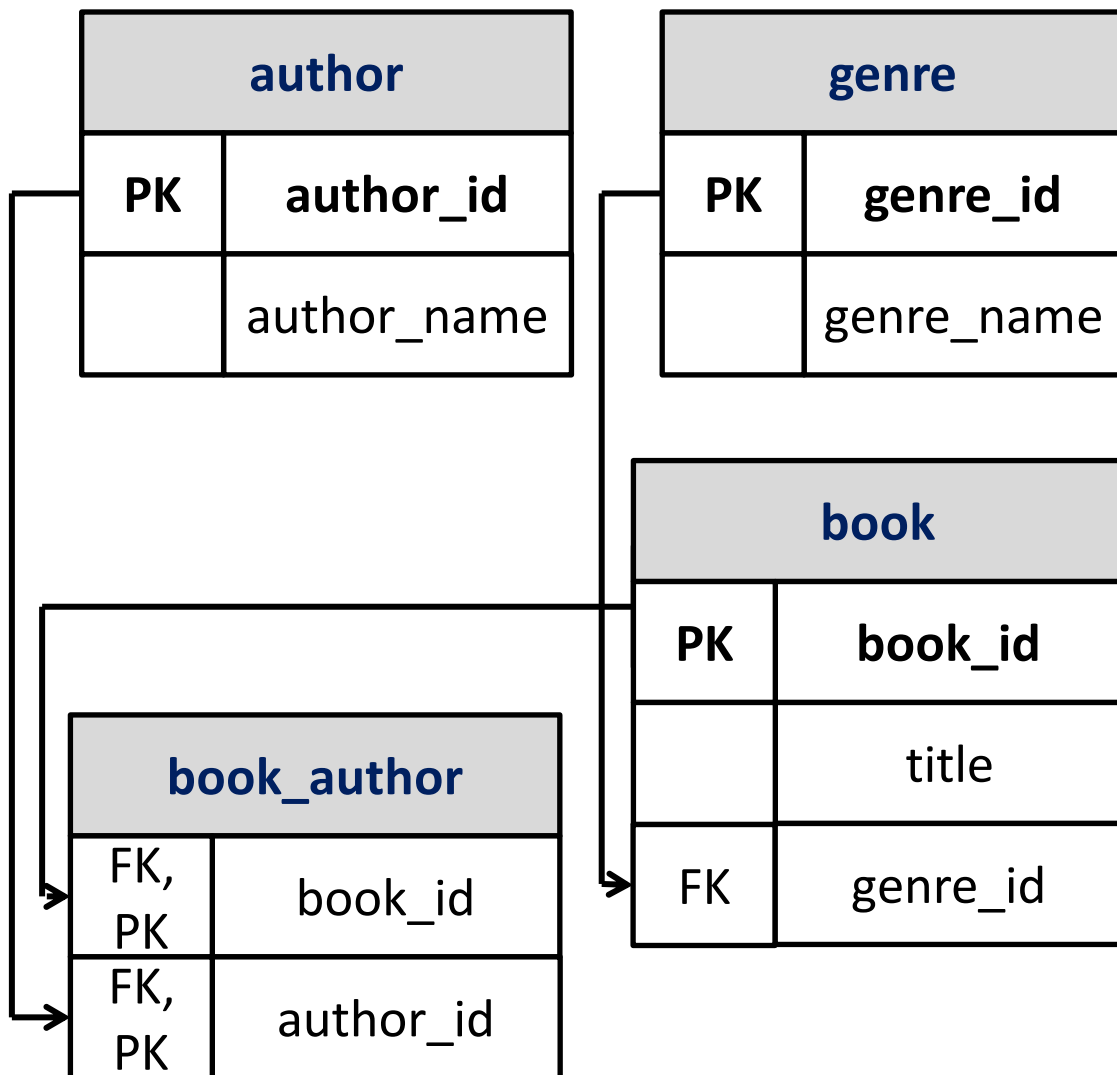 author
PK author_id
author_name
genre
PK genre_id
genre_name
book
PK book_id
title
FK genre_id
book_author
FK,
PK
book_id
FK,
PK
author_id